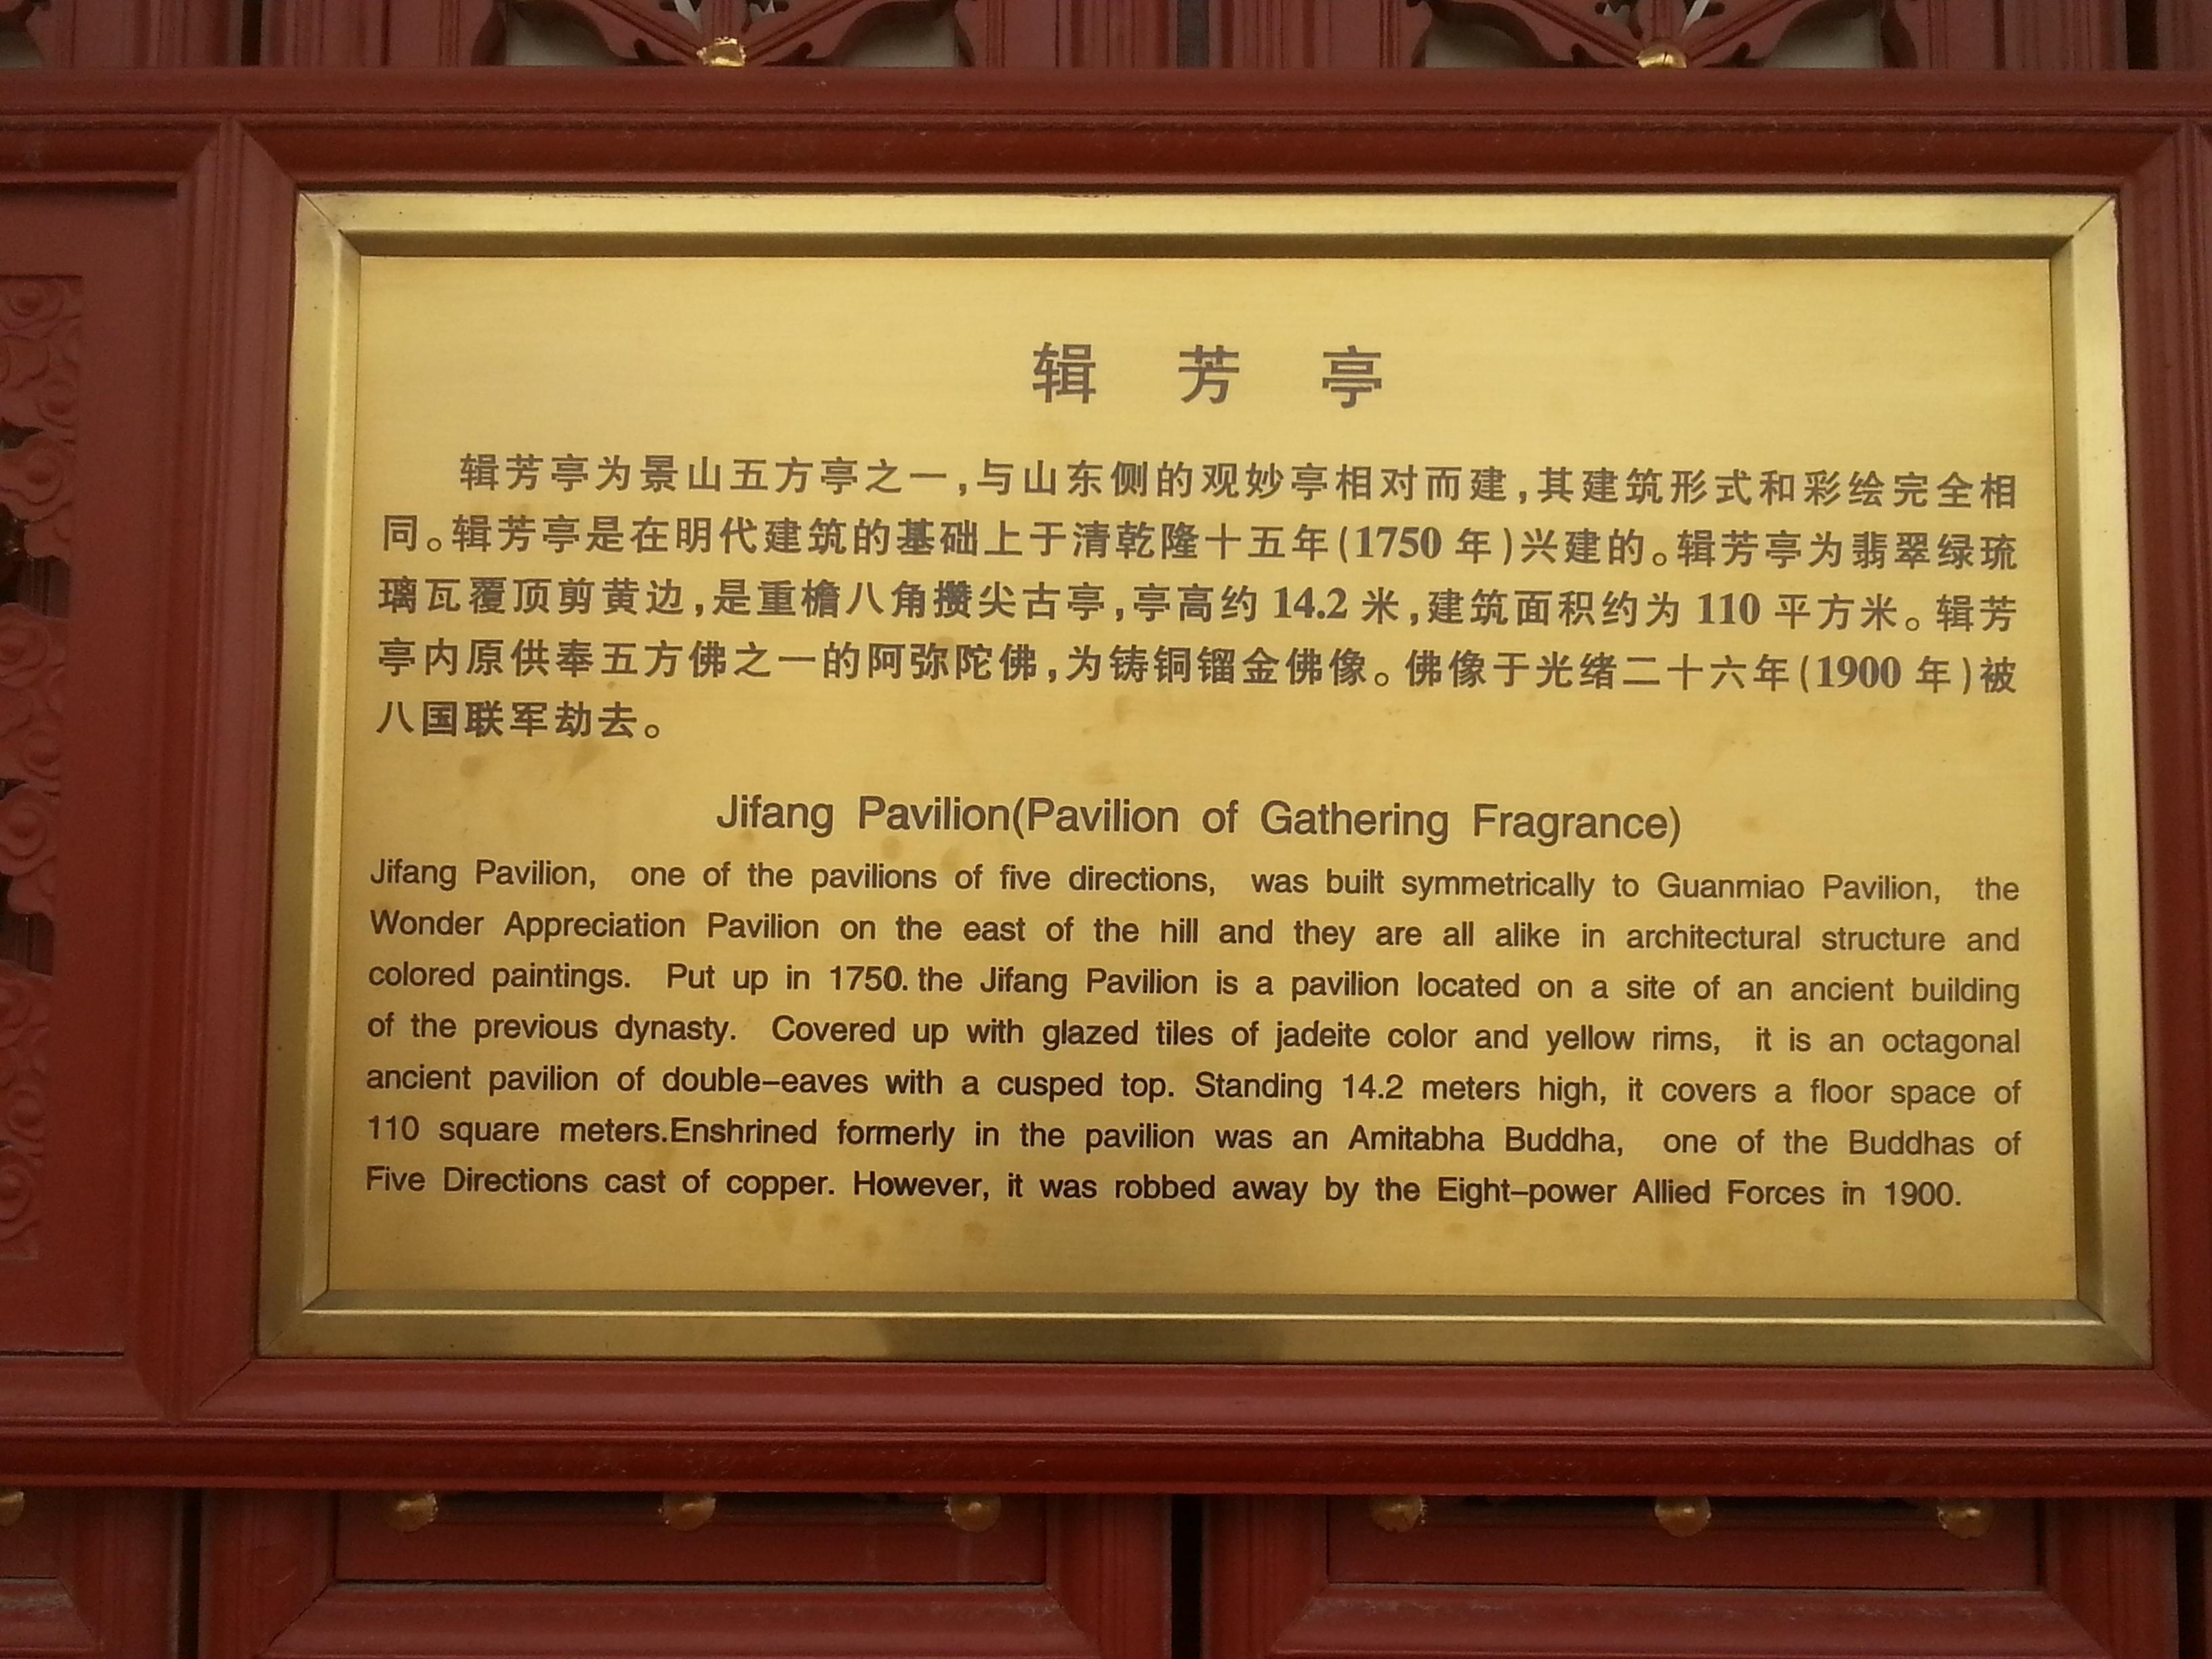 辑 芳 亭
辑芳亭为景山五方亭之一,与山东侧的观妙亭相对而建,其建筑形式和彩绘完全相
同。辑芳亭是在明代建筑的基础上于清乾隆十五年(1750 年)兴建的。辑芳亭为翡翠绿琉
璃瓦覆顶剪黄边,是重檐八角攒尖古亭,亭高约 14.2 米,建筑面积约为 110 平方米。辑芳
亭内原供奉五方佛之一的阿弥陀佛,为铸铜镏金佛像。佛像于光绪二十六年(1900 年)被
八国联军劫去。
Jifang Pavilion(Pavilion of Gathering Fragrance)
Jifang Pavilion, one of the pavilions of five directions, was built symmetrically to Guanmiao Pavilion, the
Wonder Appreciation Pavilion on the east of the hill and they are all alike in architectural structure and
colored paintings. Put up in 1750. the Jifang Pavilion is a pavilion located on a site of an ancient building
of the previous dynasty. Covered up with glazed tiles of jadeite color and yellow rims, it is an octagonal
ancient pavilion of double–eaves with a cusped top. Standing 14.2 meters high, it covers a floor space of
110 square meters.Enshrined formerly in the pavilion was an Amitabha Buddha, one of the Buddhas of
Five Directions cast of copper. However, it was robbed away by the Eight–power Allied Forces in 1900.